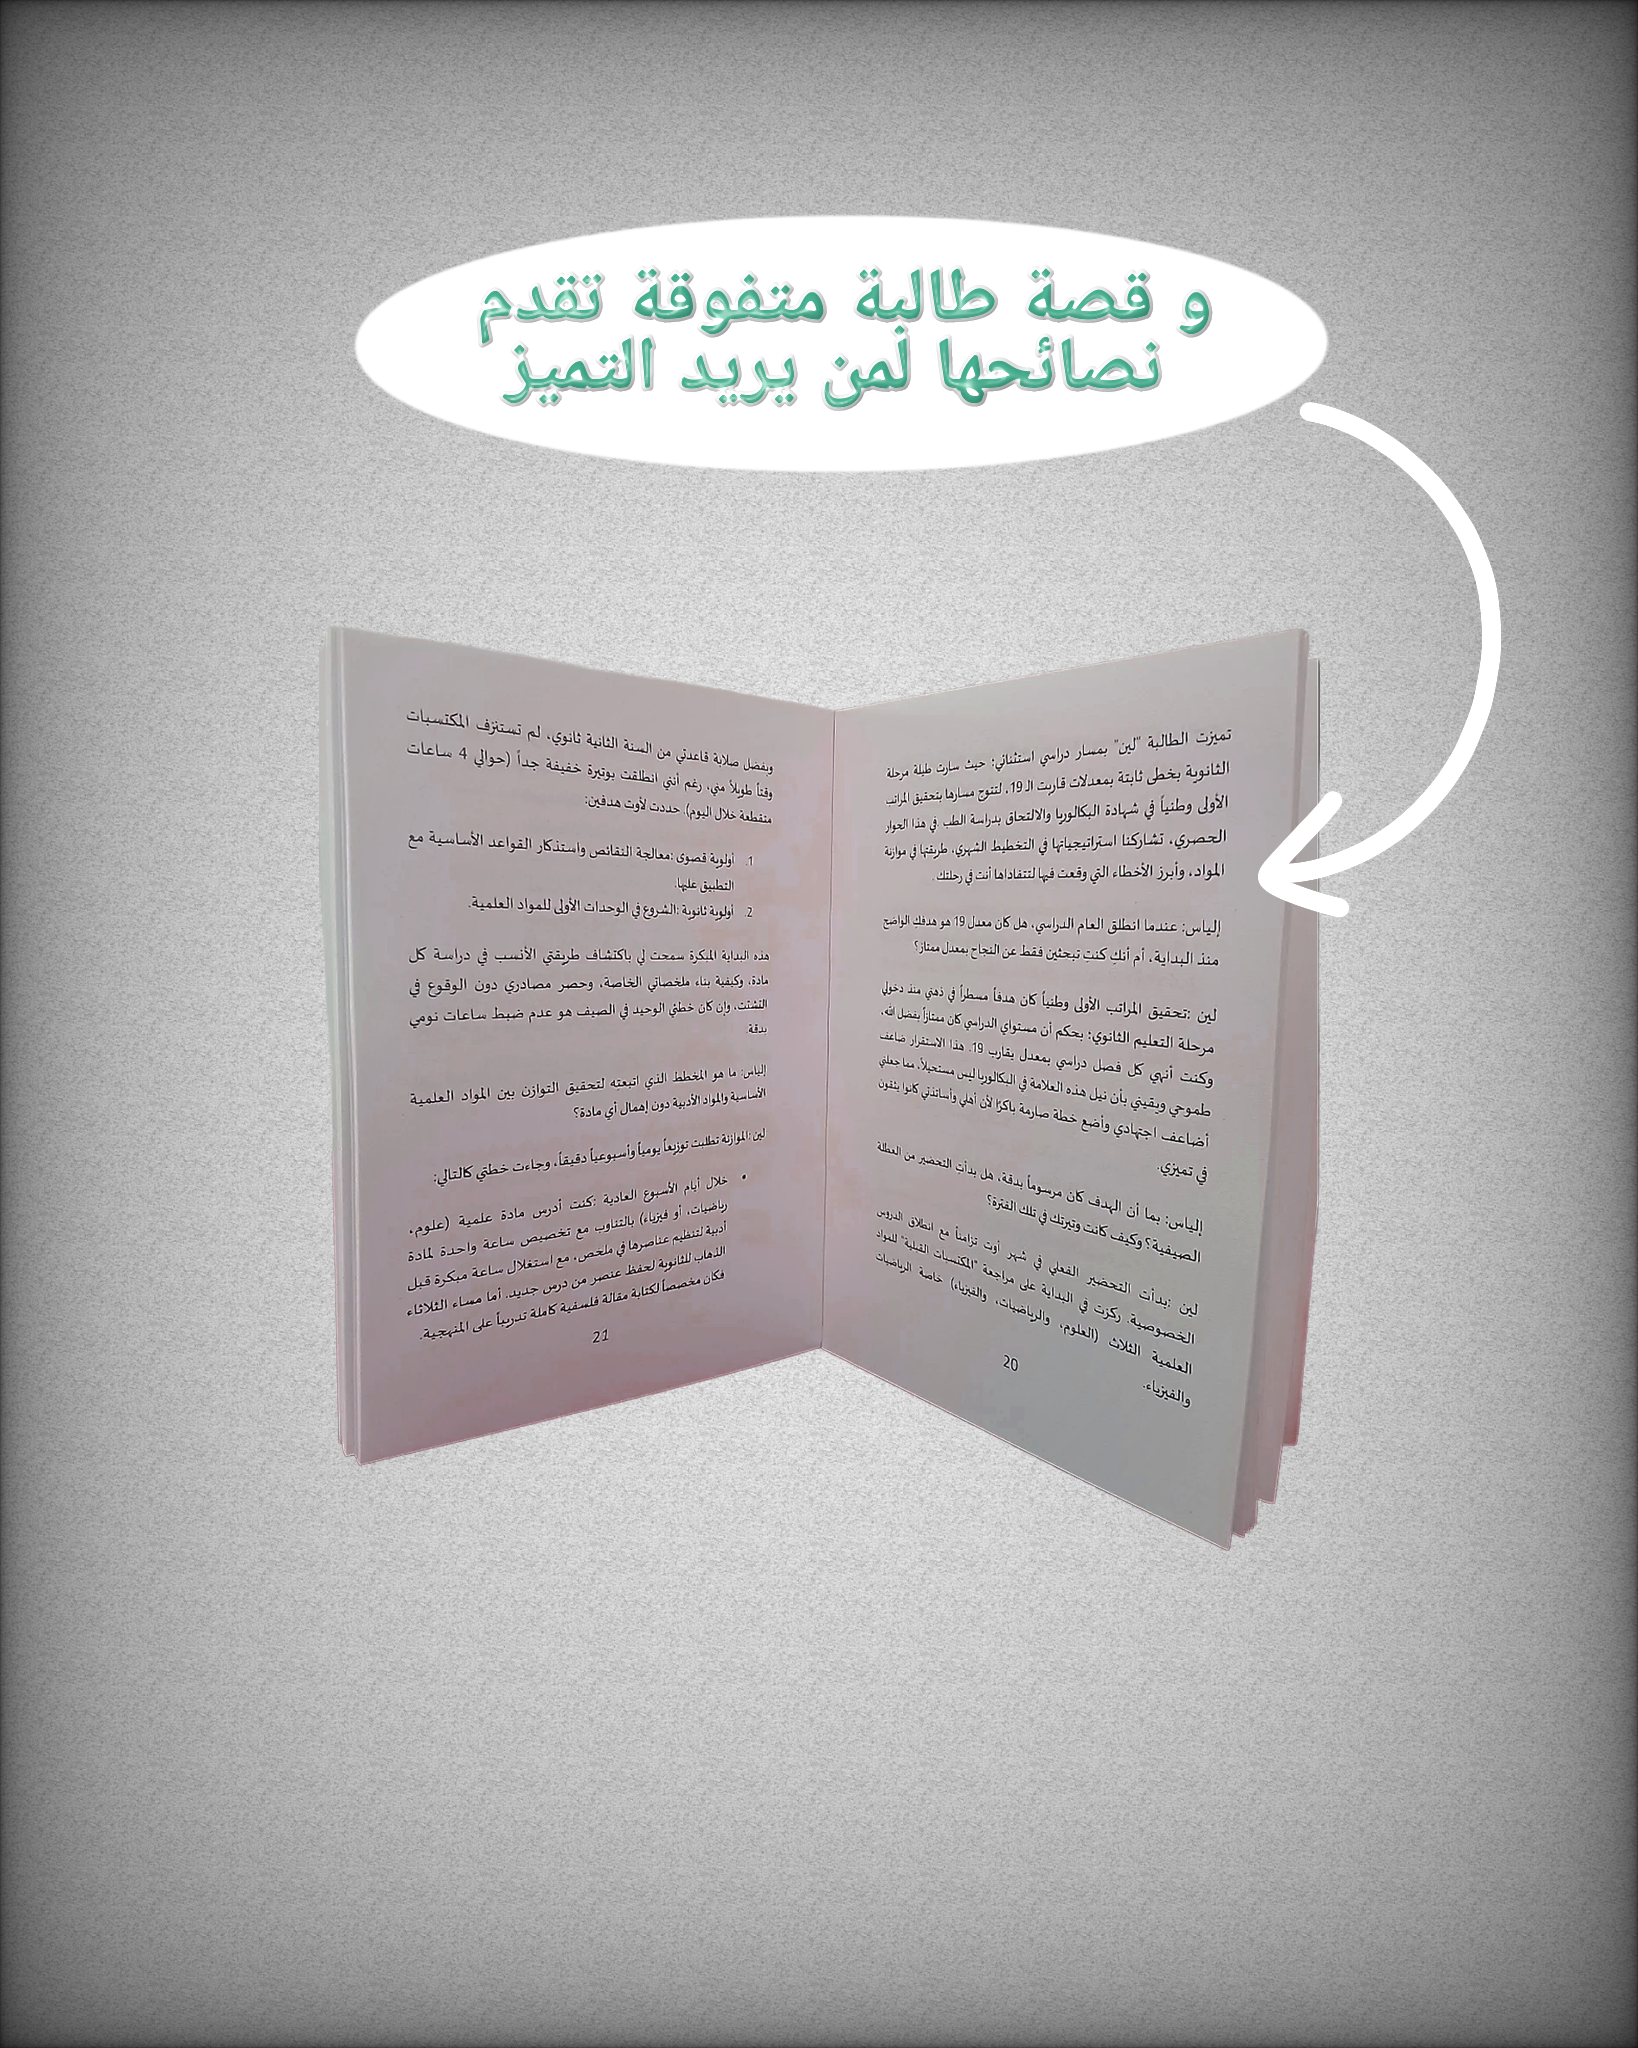 و قصة طالبة متفوقة تقدم
نصائحها لمن يريد التميز
تميزت الطالبة "لين" بمسار دراسي استثنائي؛ حيث سارت طيلة مرحلة
الثانوية بخطى ثابتة بمعدلات قاربت الـ 19، لتتوج مسارها بتحقيق المراتب
الأولى وطنياً في شهادة البكالوريا والالتحاق بدراسة الطب في هذا الحوار
الحصري، تشاركنا استراتيجياتها في التخطيط الشهري، طريقتها في موازنة
المواد، وأبرز الأخطاء التي وقعت فيها لتتفاداها أنت في رحلتك .
إلياس: عندما انطلق العام الدراسي، هل كان معدل 19 هو هدفكِ الواضح
منذ البداية، أم أنكِ كنتِ تبحثين فقط عن النجاح بمعدل ممتاز؟
لين :تحقيق المراتب الأولى وطنياً كان هدفاً مسطراً في ذهني منذ دخولي
مرحلة التعليم الثانوي؛ بحكم أن مستواي الدراسي كان ممتازاً بفضل الله،
وكنت أنهي كل فصل دراسي بمعدل يقارب 19. هذا الاستقرار ضاعف
طموحي ويقيني بأن نيل هذه العلامة في البكالوريا ليس مستحيلاً، مما جعلني
أضاعف اجتهادي وأضع خطة صارمة باكرًا لأن أهلي وأساتذتي كانوا يثقون
في تميزي.
إلياس: بما أن الهدف كان مرسوماً بدقة، هل بدأتِ التحضير من العطلة
الصيفية؟ وكيف كانت وتيرتك في تلك الفترة؟
لين :بدأت التحضير الفعلي في شهر أوت تزامناً مع انطلاق الدروس
الخصوصية. ركزت في البداية على مراجعة "المكتسبات القبلية" للمواد
العلمية الثلاث (العلوم، والرياضيات، والفيزياء) خاصة الرياضيات
والفيزياء.
20
وبفضل صلابة قاعدتي من السنة الثانية ثانوي، لم تستنزف المكتسبات
وقتاً طويلاً مني، رغم أنني انطلقت بوتيرة خفيفة جداً (حوالي 4 ساعات
متقطعة خلال اليوم). حددت لأوت هدفين:
1. أولوية قصوى :معالجة النقائص واستذكار القواعد الأساسية مع
التطبيق عليها.
2. أولوية ثانوية :الشروع في الوحدات الأولى للمواد العلمية.
هذه البداية المبكرة سمحت لي باكتشاف طريقتي الأنسب في دراسة كل
مادة، وكيفية بناء ملخصاتي الخاصة، وحصر مصادري دون الوقوع في
التشتت، وإن كان خطئي الوحيد في الصيف هو عدم ضبط ساعات نومي
بدقة.
إلياس: ما هو المخطط الذي اتبعتِه لتحقيق التوازن بين المواد العلمية
الأساسية والمواد الأدبية دون إهمال أي مادة؟
لين :الموازنة تطلبت توزيعاً يومياً وأسبوعياً دقيقاً، وجاءت خطتي كالتالي:
• خلال أيام الأسبوع العادية :كنت أدرس مادة علمية (علوم،
رياضيات، أو فيزياء) بالتناوب مع تخصيص ساعة واحدة لمادة
أدبية لتنظيم عناصرها في ملخص، مع استغلال ساعة مبكرة قبل
الذهاب للثانوية لحفظ عنصر من درس جديد. أما مساء الثلاثاء
فكان مخصصاً لكتابة مقالة فلسفية كاملة تدريباً على المنهجية.
21